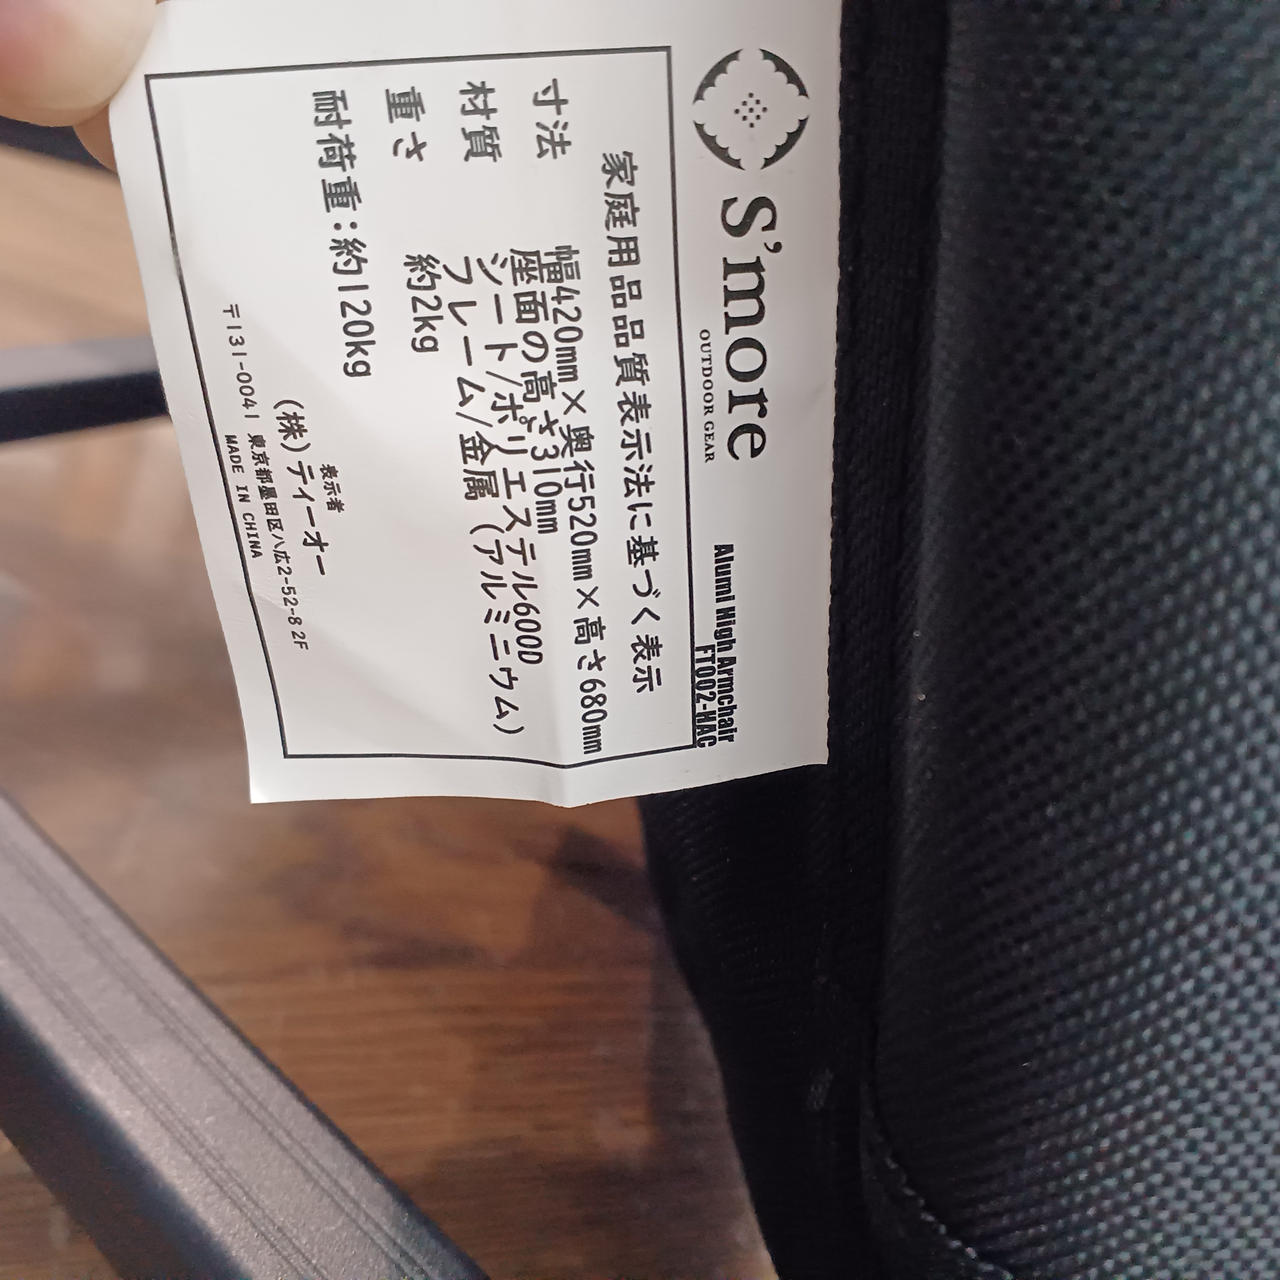 S'more
OUTDOOR GEAR
Alumi High Armchair
FT002-HAC
家庭用品品質表示法に基づく表示
寸法 幅420mm×奥行520mm×高さ680mm
座面の高さ310mm
材質 シート/ポリエステル600D
フレーム/金属(アルミニウム)
重さ 約2kg
耐荷重:約120kg
表示者
(株)ティーオー
〒131-0041 東京都墨田区八広2-52-8 2F
MADE IN CHINA